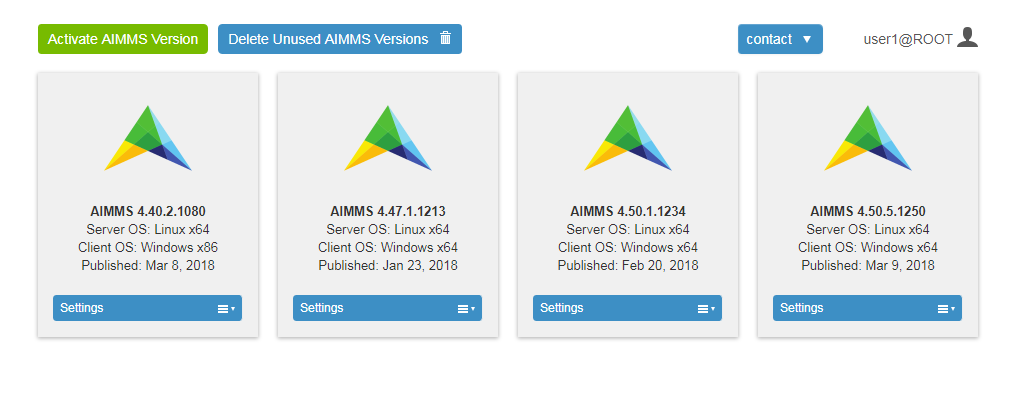 Activate AIMMS Version
Delete Unused AIMMS Versions
contact
user1@ROOT
AIMMS 4.40.2.1080
Server OS: Linux x64
Client OS: Windows x86
Published: Mar 8, 2018
Settings
AIMMS 4.47.1.1213
Server OS: Linux x64
Client OS: Windows x64
Published: Jan 23, 2018
Settings
AIMMS 4.50.1.1234
Server OS: Linux x64
Client OS: Windows x64
Published: Feb 20, 2018
Settings
AIMMS 4.50.5.1250
Server OS: Linux x64
Client OS: Windows x64
Published: Mar 9, 2018
Settings